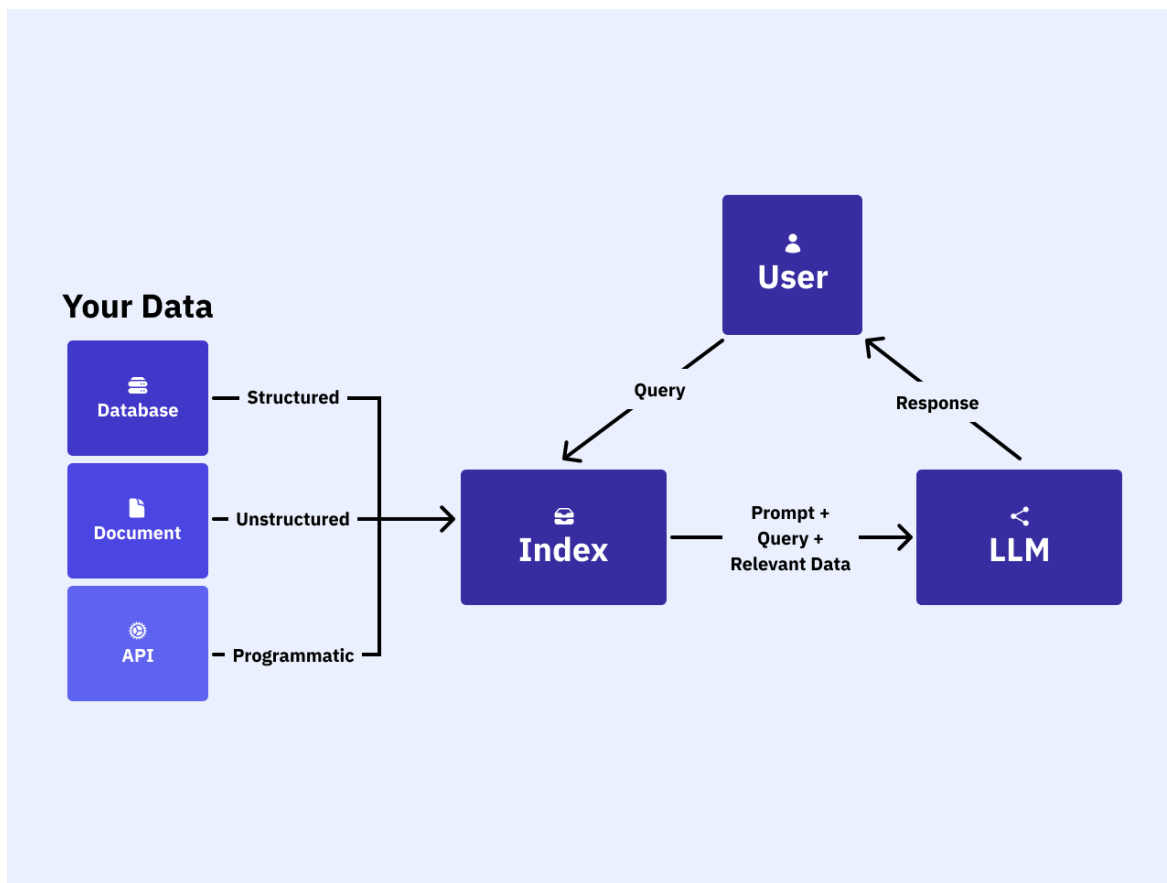 User
Your Data
Database
Structured
Query
Response
Document
Unstructured
Index
Prompt +
Query +
Relevant Data
LLM
API
Programmatic